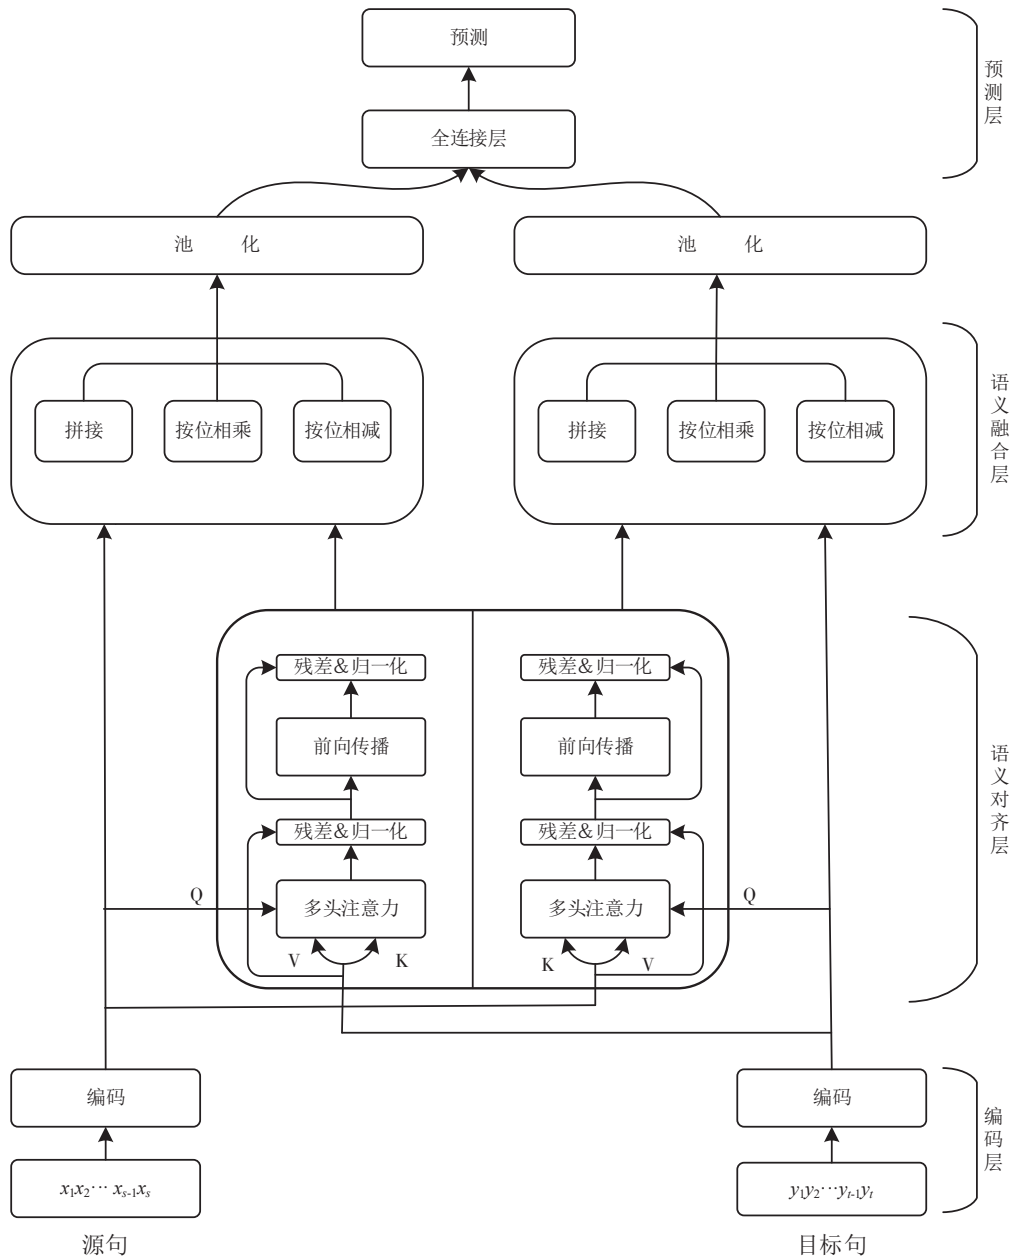 预测
全连接层
预测层
池 化
池 化
拼接
按位相乘
按位相减
拼接
按位相乘
按位相减
语义融合层
残差&归一化
残差&归一化
前向传播
前向传播
残差&归一化
残差&归一化
Q
多头注意力
多头注意力
Q
V
K
K
V
语义对齐层
编码
编码
x₁x₂⋯ xₛ₋₁xₛ
y₁y₂⋯yₜ₋₁yₜ
编码层
源句
目标句